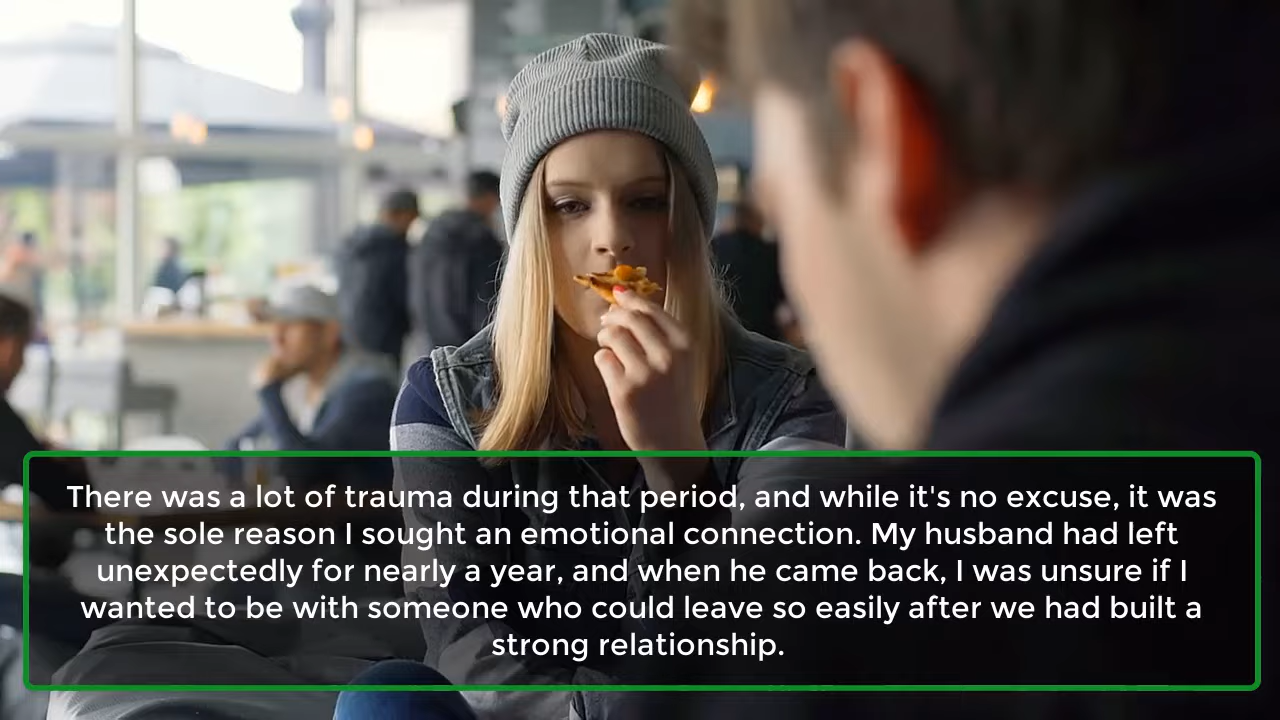 There was a lot of trauma during that period, and while it's no excuse, it was
the sole reason I sought an emotional connection. My husband had left
unexpectedly for nearly a year, and when he came back, I was unsure if I
wanted to be with someone who could leave so easily after we had built a
strong relationship.